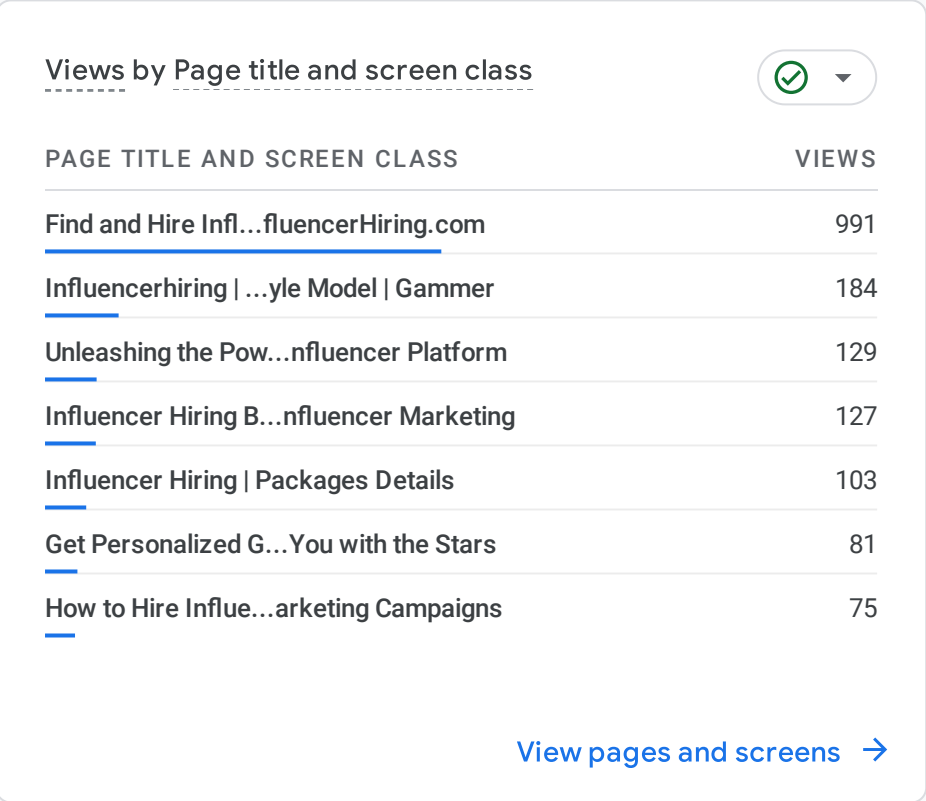 Views by Page title and screen class
PAGE TITLE AND SCREEN CLASS VIEWS
Find and Hire Infl...fluencerHiring.com 991
Influencerhiring | ...yle Model | Gammer 184
Unleashing the Pow...nfluencer Platform 129
Influencer Hiring B...nfluencer Marketing 127
Influencer Hiring | Packages Details 103
Get Personalized G...You with the Stars 81
How to Hire Influe...arketing Campaigns 75
View pages and screens